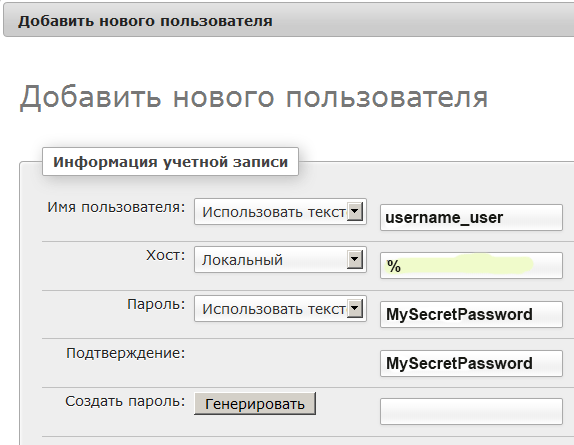 Добавить нового пользователя
Добавить нового пользователя
Информация учетной записи
Имя пользователя: Использовать текст username_user
Хост: Локальный %
Пароль: Использовать текст MySecretPassword
Подтверждение: MySecretPassword
Создать пароль: Генерировать